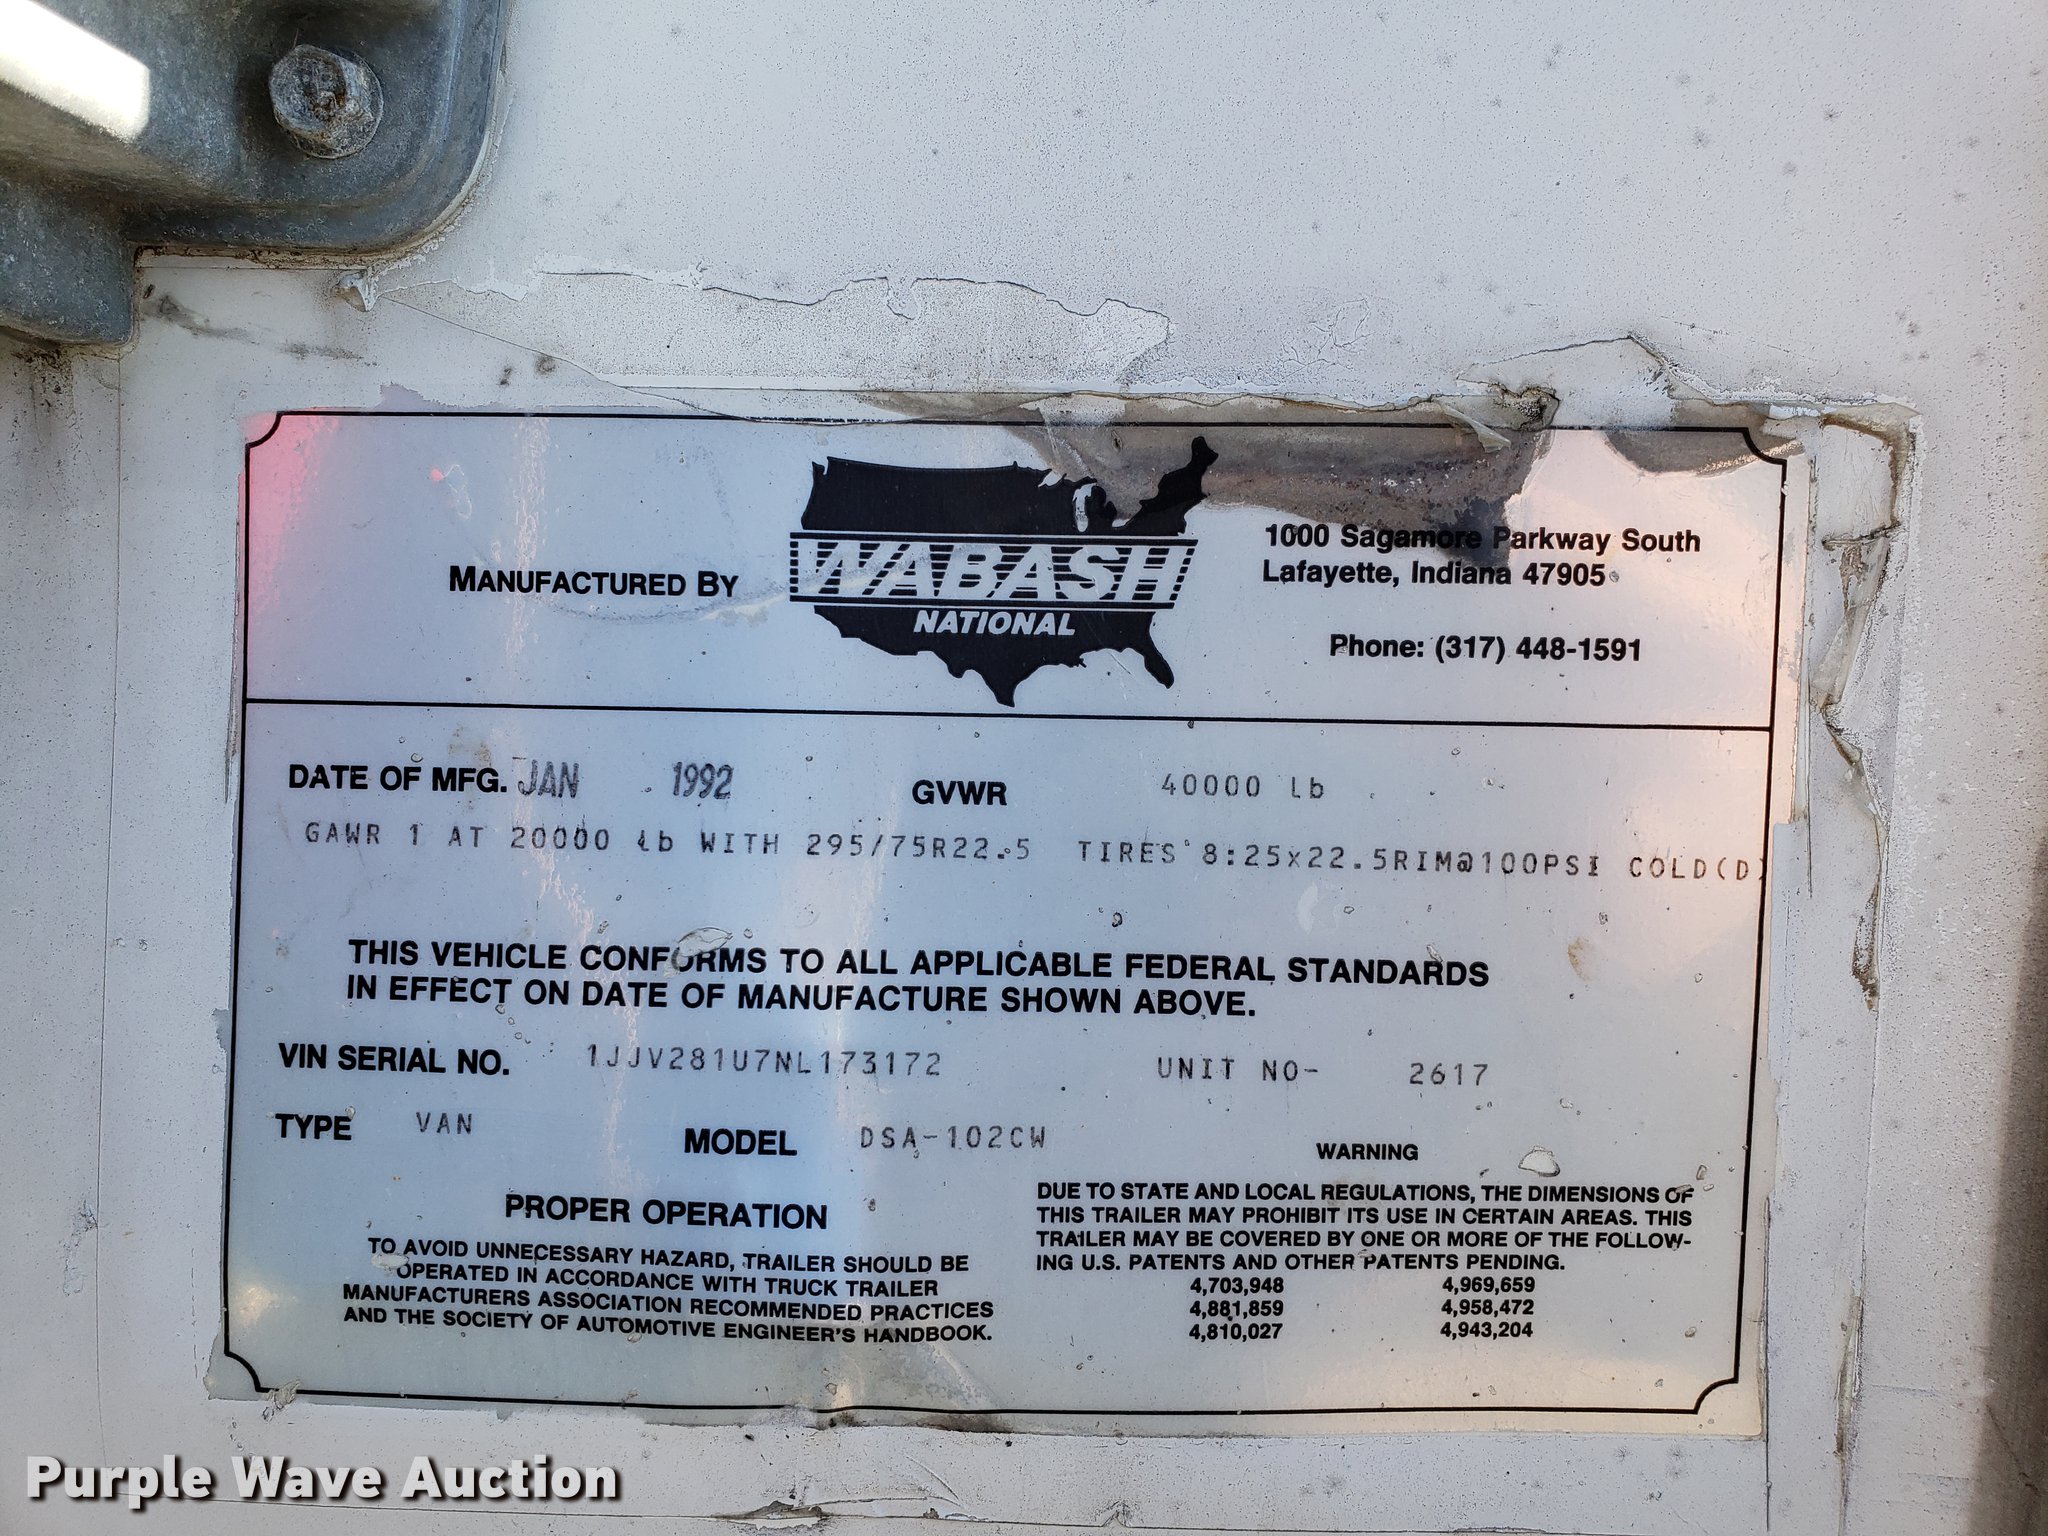 MANUFACTURED BY
WABASH
NATIONAL
1000 Sagamore Parkway South
Lafayette, Indiana 47905
Phone: (317) 448-1591
DATE OF MFG. JAN 1992 GVWR 40000 lb
GAWR 1 AT 20000 lb WITH 295/75R22.5 TIRES 8:25x22.5RIM@100PSI COLD(D)
THIS VEHICLE CONFORMS TO ALL APPLICABLE FEDERAL STANDARDS
IN EFFECT ON DATE OF MANUFACTURE SHOWN ABOVE.
VIN SERIAL NO. 1JJV281U7NL173172 UNIT NO- 2617
TYPE VAN MODEL DSA-102CW
PROPER OPERATION
TO AVOID UNNECESSARY HAZARD, TRAILER SHOULD BE
OPERATED IN ACCORDANCE WITH TRUCK TRAILER
MANUFACTURERS ASSOCIATION RECOMMENDED PRACTICES
AND THE SOCIETY OF AUTOMOTIVE ENGINEER'S HANDBOOK.
WARNING
DUE TO STATE AND LOCAL REGULATIONS, THE DIMENSIONS OF
THIS TRAILER MAY PROHIBIT ITS USE IN CERTAIN AREAS. THIS
TRAILER MAY BE COVERED BY ONE OR MORE OF THE FOLLOW-
ING U.S. PATENTS AND OTHER PATENTS PENDING.
4,703,948 4,969,659
4,881,859 4,958,472
4,810,027 4,943,204
Purple Wave Auction